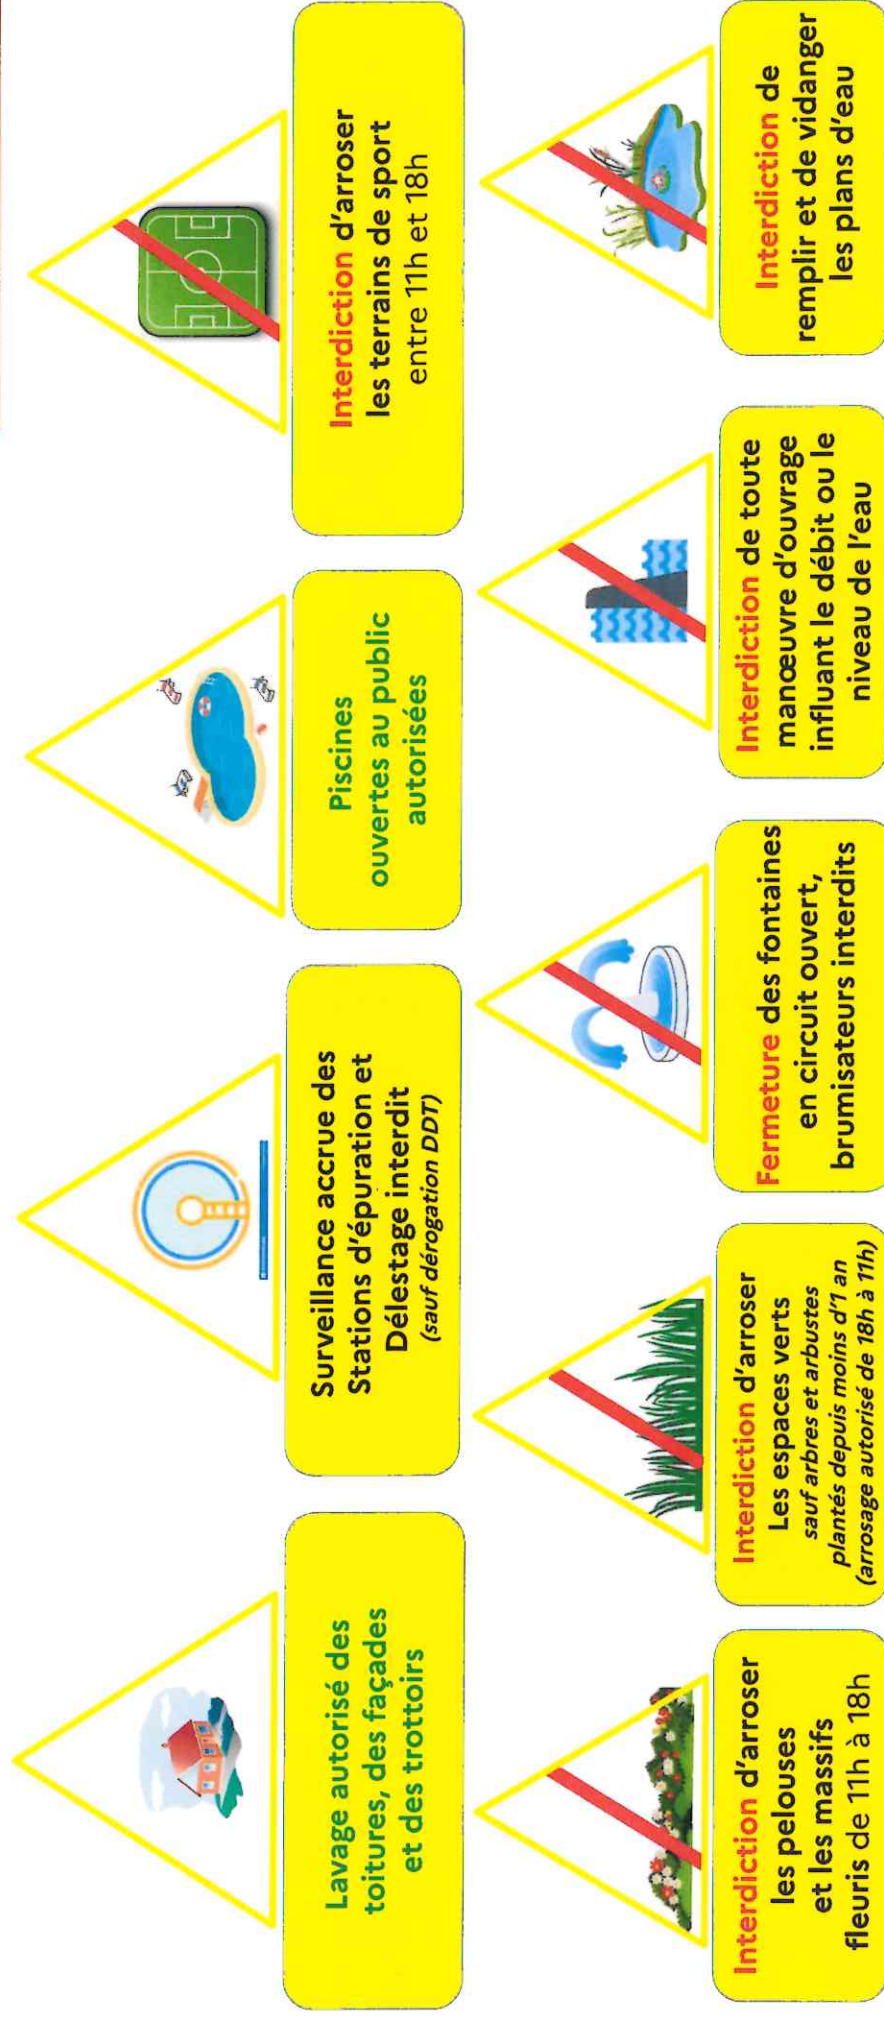 Lavage autorisé des
toitures, des façades
et des trottoirs
Surveillance accrue des
Stations d'épuration et
Délestage interdit
(sauf dérogation DDT)
Piscines
ouvertes au public
autorisées
Interdiction d'arroser
les terrains de sport
entre 11h et 18h
Interdiction d'arroser
les pelouses
et les massifs
fleuris de 11h à 18h
Interdiction d'arroser
Les espaces verts
sauf arbres et arbustes
plantés depuis moins d'1 an
(arrosage autorisé de 18h à 11h)
Fermeture des fontaines
en circuit ouvert,
brumisateurs interdits
Interdiction de toute
manœuvre d'ouvrage
influant le débit ou le
niveau de l'eau
Interdiction de
remplir et de vidanger
les plans d'eau